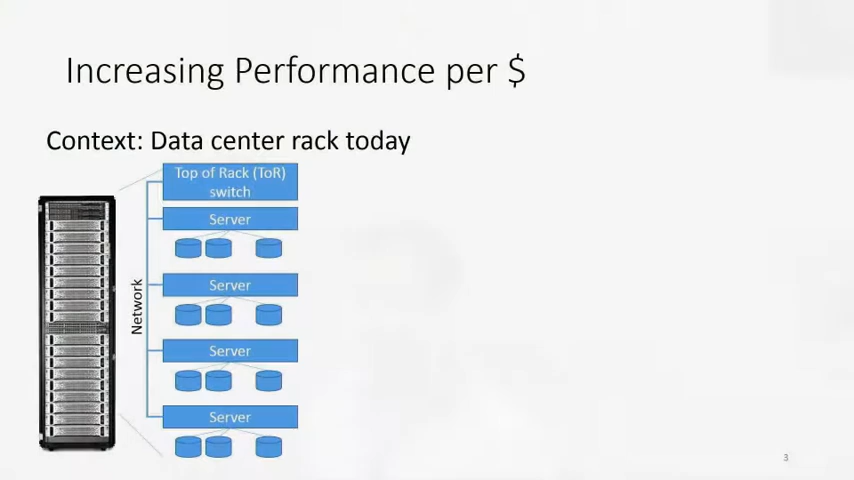 Increasing Performance per $
Context: Data center rack today
Top of Rack (ToR)
switch
Server
Server
Network
Server
Server
3